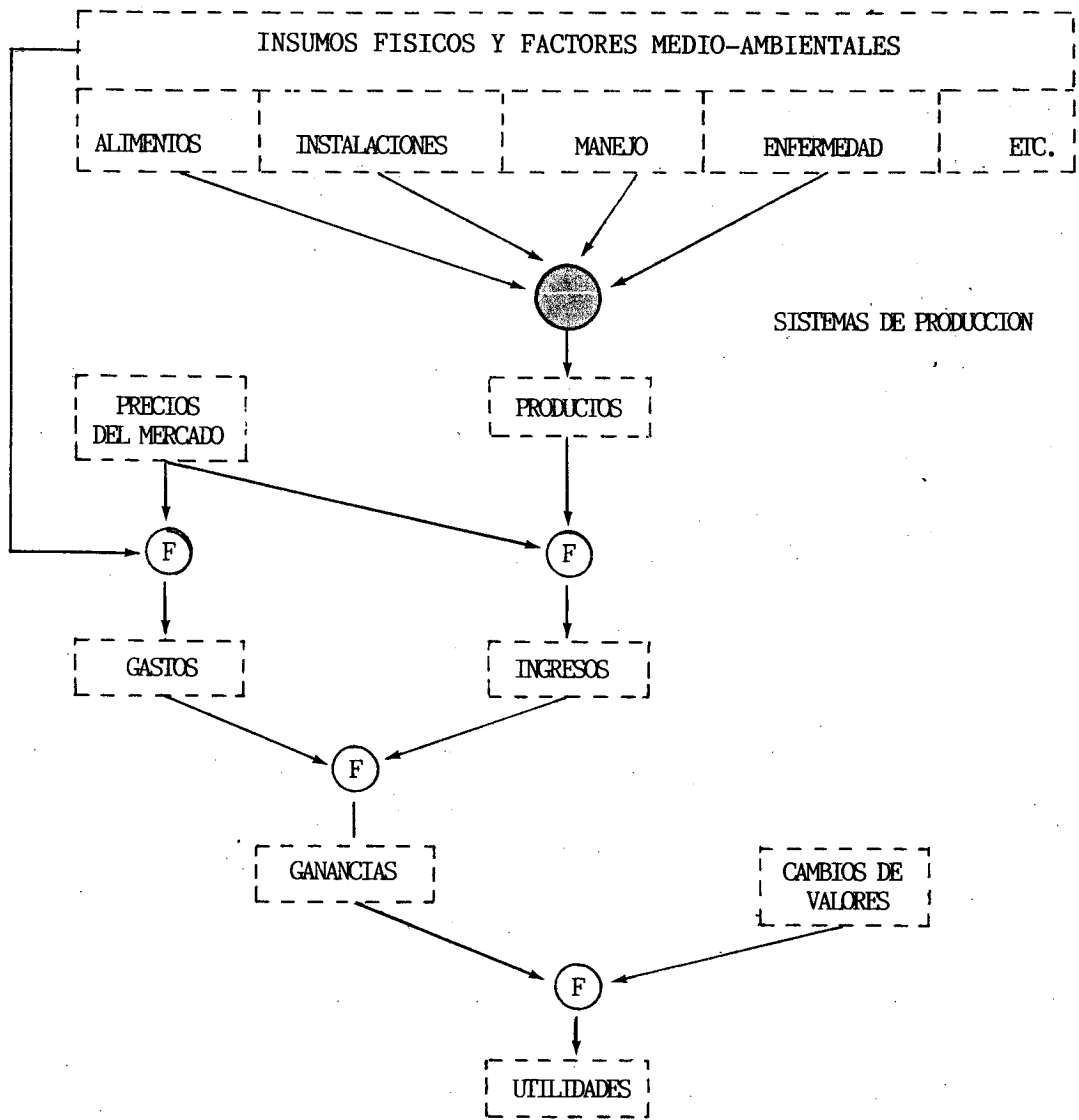 INSUMOS FISICOS Y FACTORES MEDIO-AMBIENTALES
ALIMENTOS INSTALACIONES MANEJO ENFERMEDAD ETC.
SISTEMAS DE PRODUCCION
PRECIOS
DEL MERCADO
PRODUCTOS
F F
GASTOS INGRESOS
F
GANANCIAS
CAMBIOS DE
VALORES
F
UTILIDADES